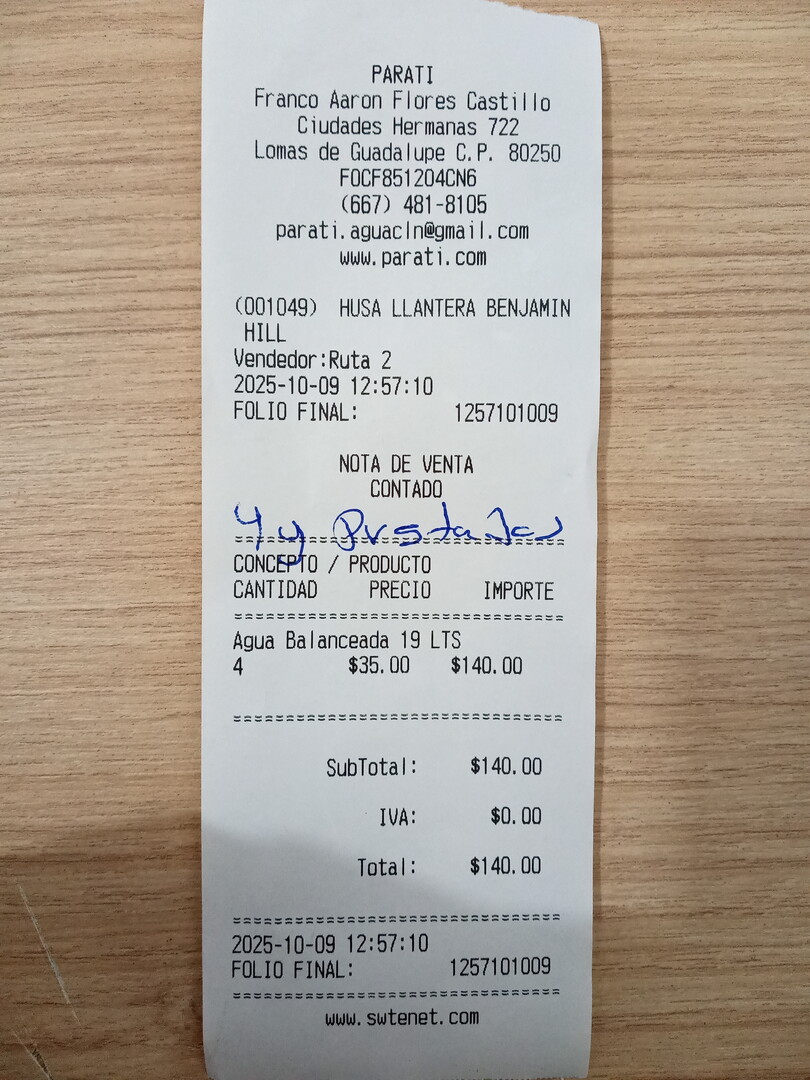 PARATI
Franco Aaron Flores Castillo
Ciudades Hermanas 722
Lomas de Guadalupe C.P. 80250
FOCF851204CN6
(667) 481-8105
parati.aguacln@gmail.com
www.parati.com
(001049) HUSA LLANTERA BENJAMIN
HILL
Vendedor:Ruta 2
2025-10-09 12:57:10
FOLIO FINAL: 1257101009
NOTA DE VENTA
CONTADO
4 y
CONCEPTO / PRODUCTO
CANTIDAD PRECIO IMPORTE
Agua Balanceada 19 LTS
4 $35.00 $140.00
SubTotal: $140.00
IVA: $0.00
Total: $140.00
2025-10-09 12:57:10
FOLIO FINAL: 1257101009
www.swtenet.com